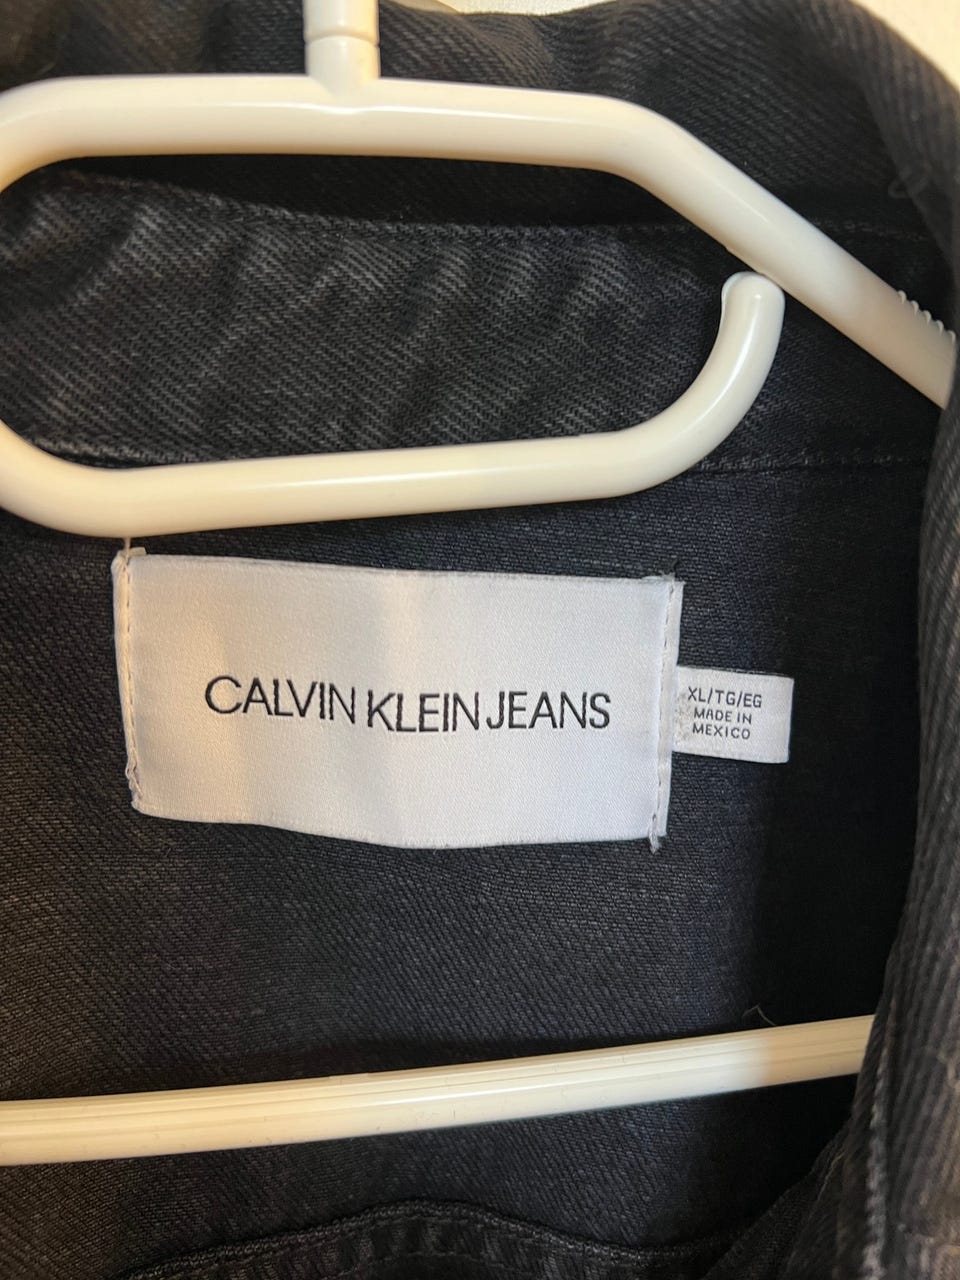 CALVIN KLEIN JEANS
XL/TG/EG
MADE IN
MEXICO